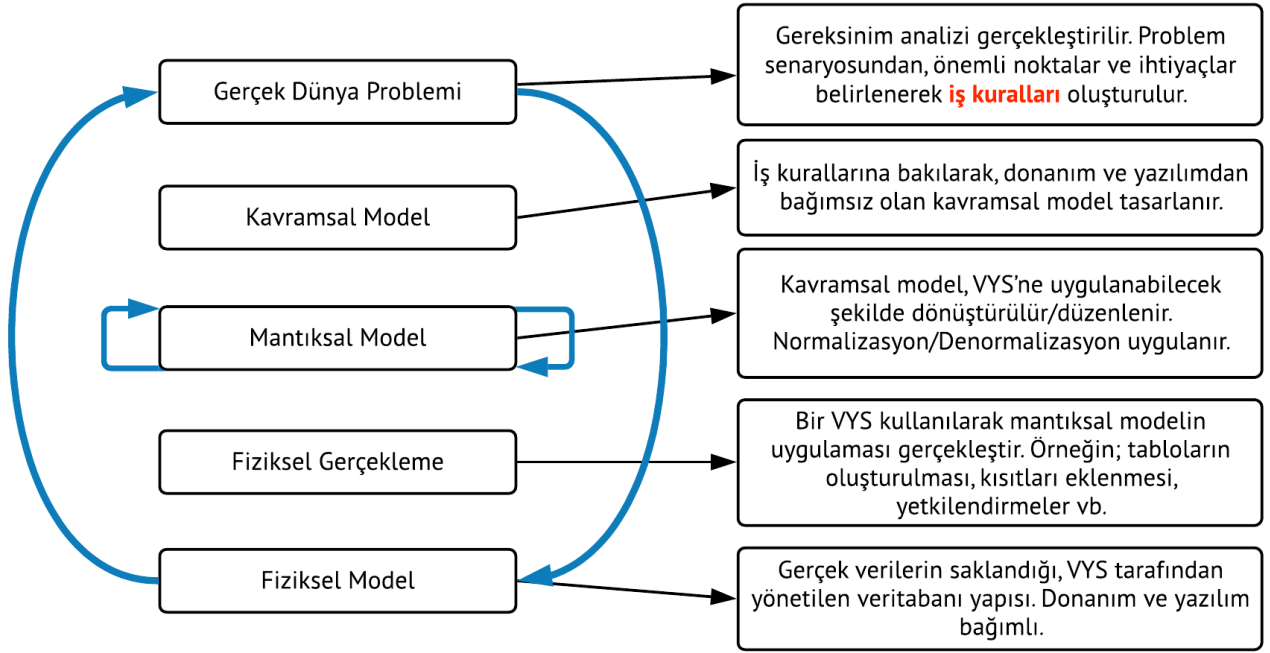 Gerçek Dünya Problemi
Gereksinim analizi gerçekleştirilir. Problem
senaryosundan, önemli noktalar ve ihtiyaçlar
belirlenerek iş kuralları oluşturulur.
Kavramsal Model
İş kurallarına bakılarak, donanım ve yazılımdan
bağımsız olan kavramsal model tasarlanır.
Mantıksal Model
Kavramsal model, VYS’ne uygulanabilecek
şekilde dönüştürülür/düzenlenir.
Normalizasyon/Denormalizasyon uygulanır.
Fiziksel Gerçekleme
Bir VYS kullanılarak mantıksal modelin
uygulaması gerçekleştir. Örneğin; tabloların
oluşturulması, kısıtları eklenmesi,
yetkilendirmeler vb.
Fiziksel Model
Gerçek verilerin saklandığı, VYS tarafından
yönetilen veritabanı yapısı. Donanım ve yazılım
bağımlı.